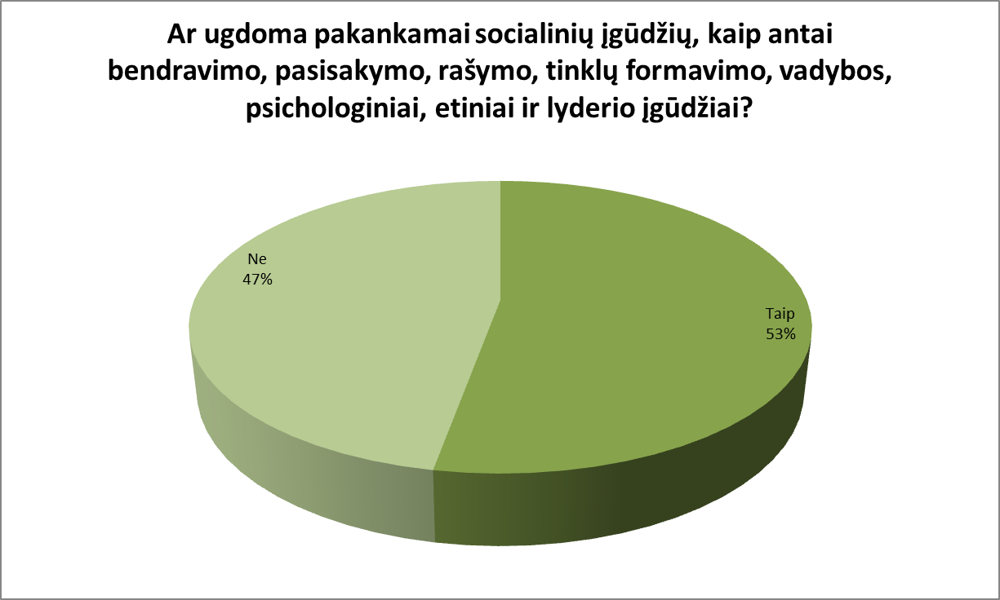 Ar ugdoma pakankamai socialinių įgūdžių, kaip antai
bendravimo, pasisakymo, rašymo, tinklų formavimo, vadybos,
psichologiniai, etiniai ir lyderio įgūdžiai?
Ne
47%
Taip
53%